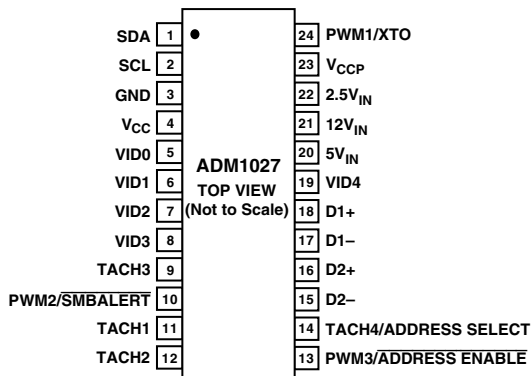 SDA 1
SCL 2
GND 3
VCC 4
VID0 5
VID1 6
VID2 7
VID3 8
TACH3 9
PWM2/SMBALERT 10
TACH1 11
TACH2 12
ADM1027
TOP VIEW
(Not to Scale)
24 PWM1/XTO
23 VCCP
22 2.5VIN
21 12VIN
20 5VIN
19 VID4
18 D1+
17 D1–
16 D2+
15 D2–
14 TACH4/ADDRESS SELECT
13 PWM3/ADDRESS ENABLE